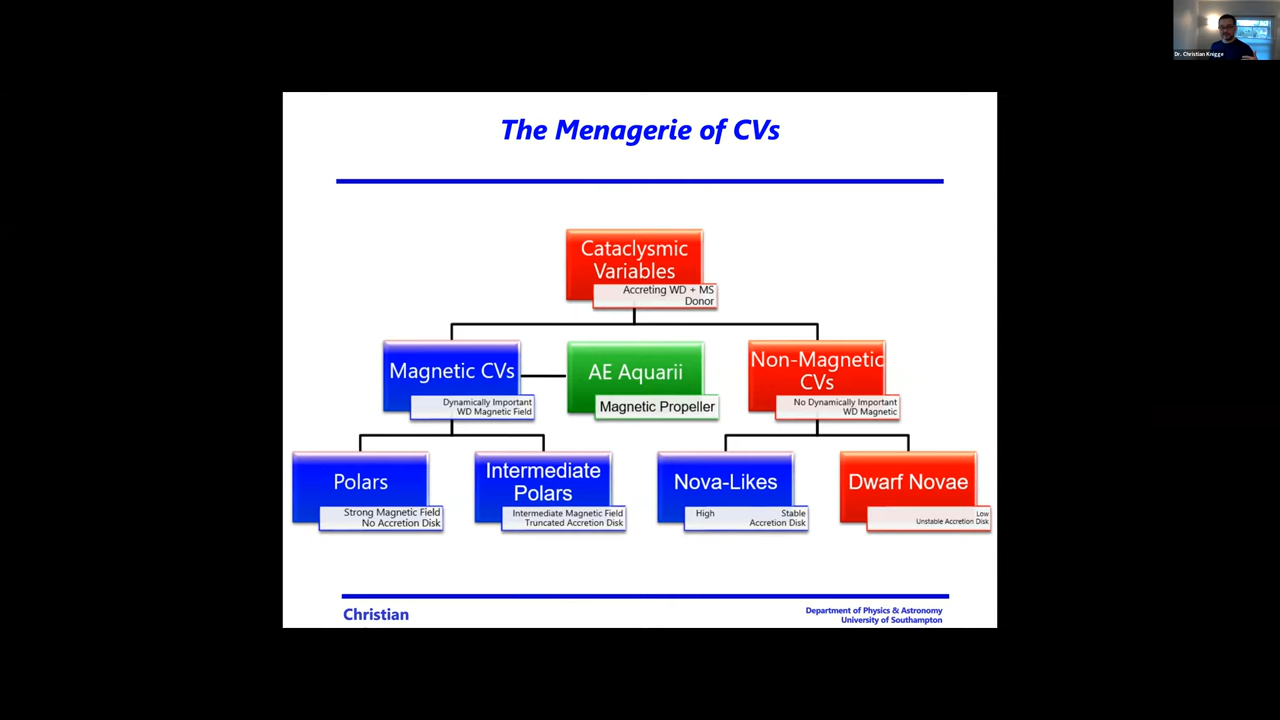 Dr. Christian Knigge
The Menagerie of CVs
Cataclysmic
Variables
Accreting WD + MS
Donor
Magnetic CVs
Dynamically Important
WD Magnetic Field
AE Aquarii
Magnetic Propeller
Non-Magnetic
CVs
No Dynamically Important
WD Magnetic
Polars
Strong Magnetic Field
No Accretion Disk
Intermediate
Polars
Intermediate Magnetic Field
Truncated Accretion Disk
Nova-Likes
High Stable
Accretion Disk
Dwarf Novae
Low
Unstable Accretion Disk
Christian
Department of Physics & Astronomy
University of Southampton